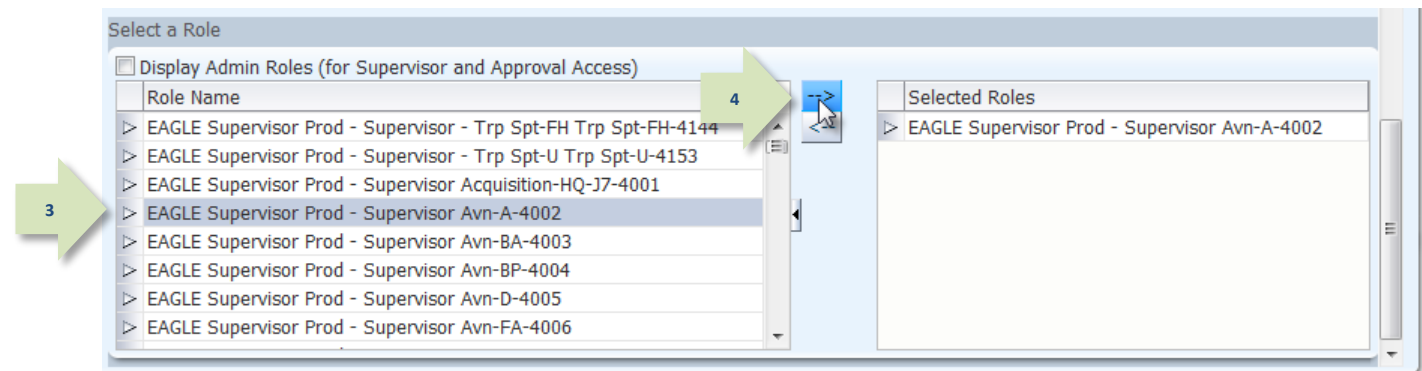 Select a Role
Display Admin Roles (for Supervisor and Approval Access)
Role Name
4
-->
Selected Roles
EAGLE Supervisor Prod - Supervisor - Trp Spt-FH Trp Spt-FH-4144
<--
EAGLE Supervisor Prod - Supervisor Avn-A-4002
EAGLE Supervisor Prod - Supervisor - Trp Spt-U Trp Spt-U-4153
EAGLE Supervisor Prod - Supervisor Acquisition-HQ-J7-4001
3
EAGLE Supervisor Prod - Supervisor Avn-A-4002
EAGLE Supervisor Prod - Supervisor Avn-BA-4003
EAGLE Supervisor Prod - Supervisor Avn-BP-4004
EAGLE Supervisor Prod - Supervisor Avn-D-4005
EAGLE Supervisor Prod - Supervisor Avn-FA-4006